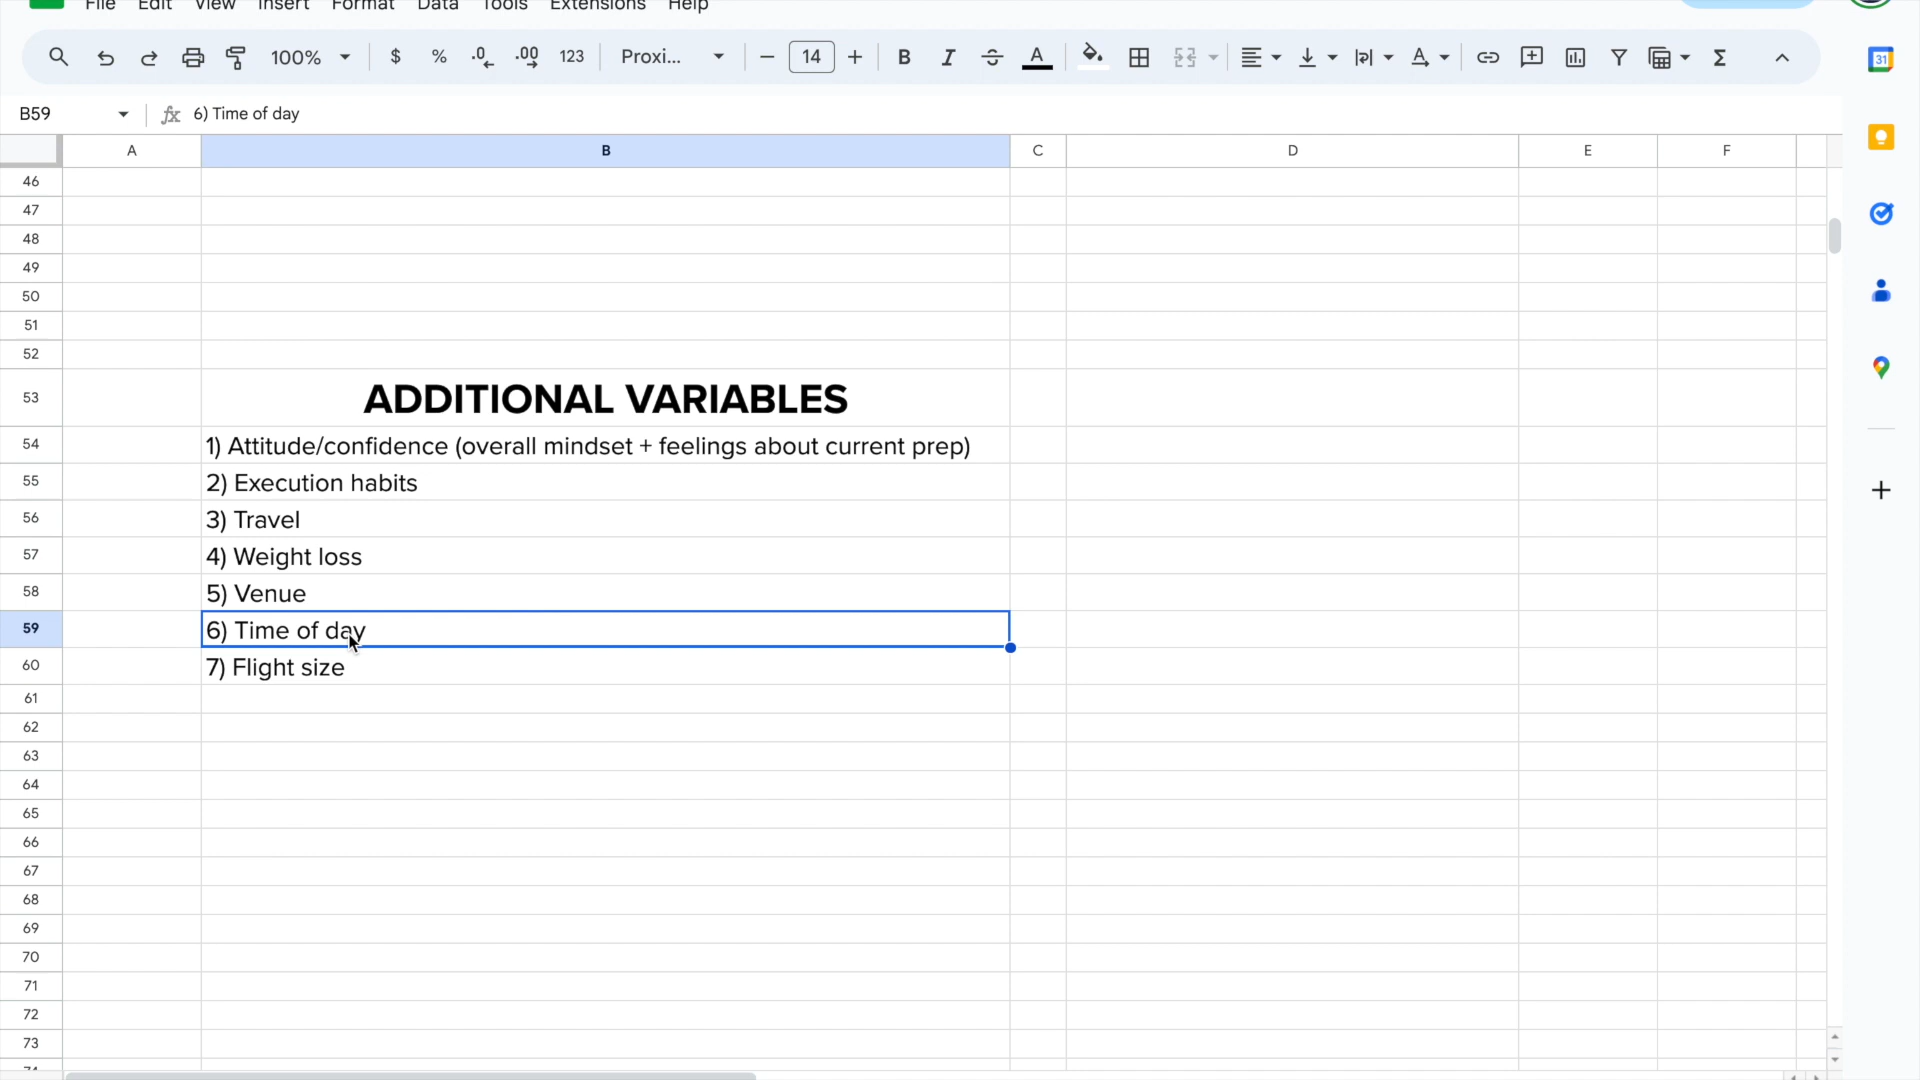 File Edit View Insert Format Data Tools Extensions Help
100% $ % .0 .00 123 Proxi... 14 B I A
31
B59 fx 6) Time of day
A B C D E F
46
47
48
49
50
51
52
53 ADDITIONAL VARIABLES
54 1) Attitude/confidence (overall mindset + feelings about current prep)
55 2) Execution habits
56 3) Travel
57 4) Weight loss
58 5) Venue
59 6) Time of day
60 7) Flight size
61
62
63
64
65
66
67
68
69
70
71
72
73